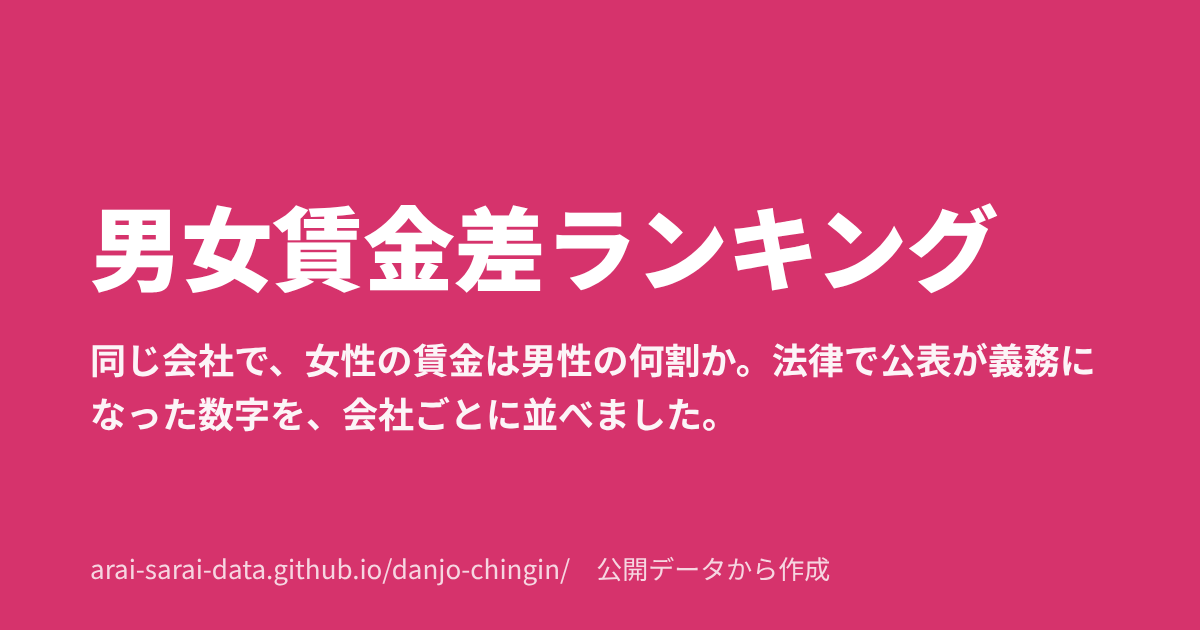 男女賃金差ランキング
同じ会社で、女性の賃金は男性の何割か。法律で公表が義務に
なった数字を、会社ごとに並べました。
arai-sarai-data.github.io/danjo-chingin/　公開データから作成